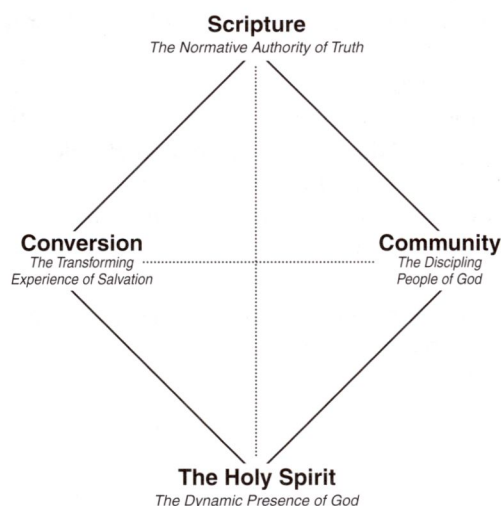 Scripture
The Normative Authority of Truth
Conversion
The Transforming
Experience of Salvation
Community
The Discipling
People of God
The Holy Spirit
The Dynamic Presence of God